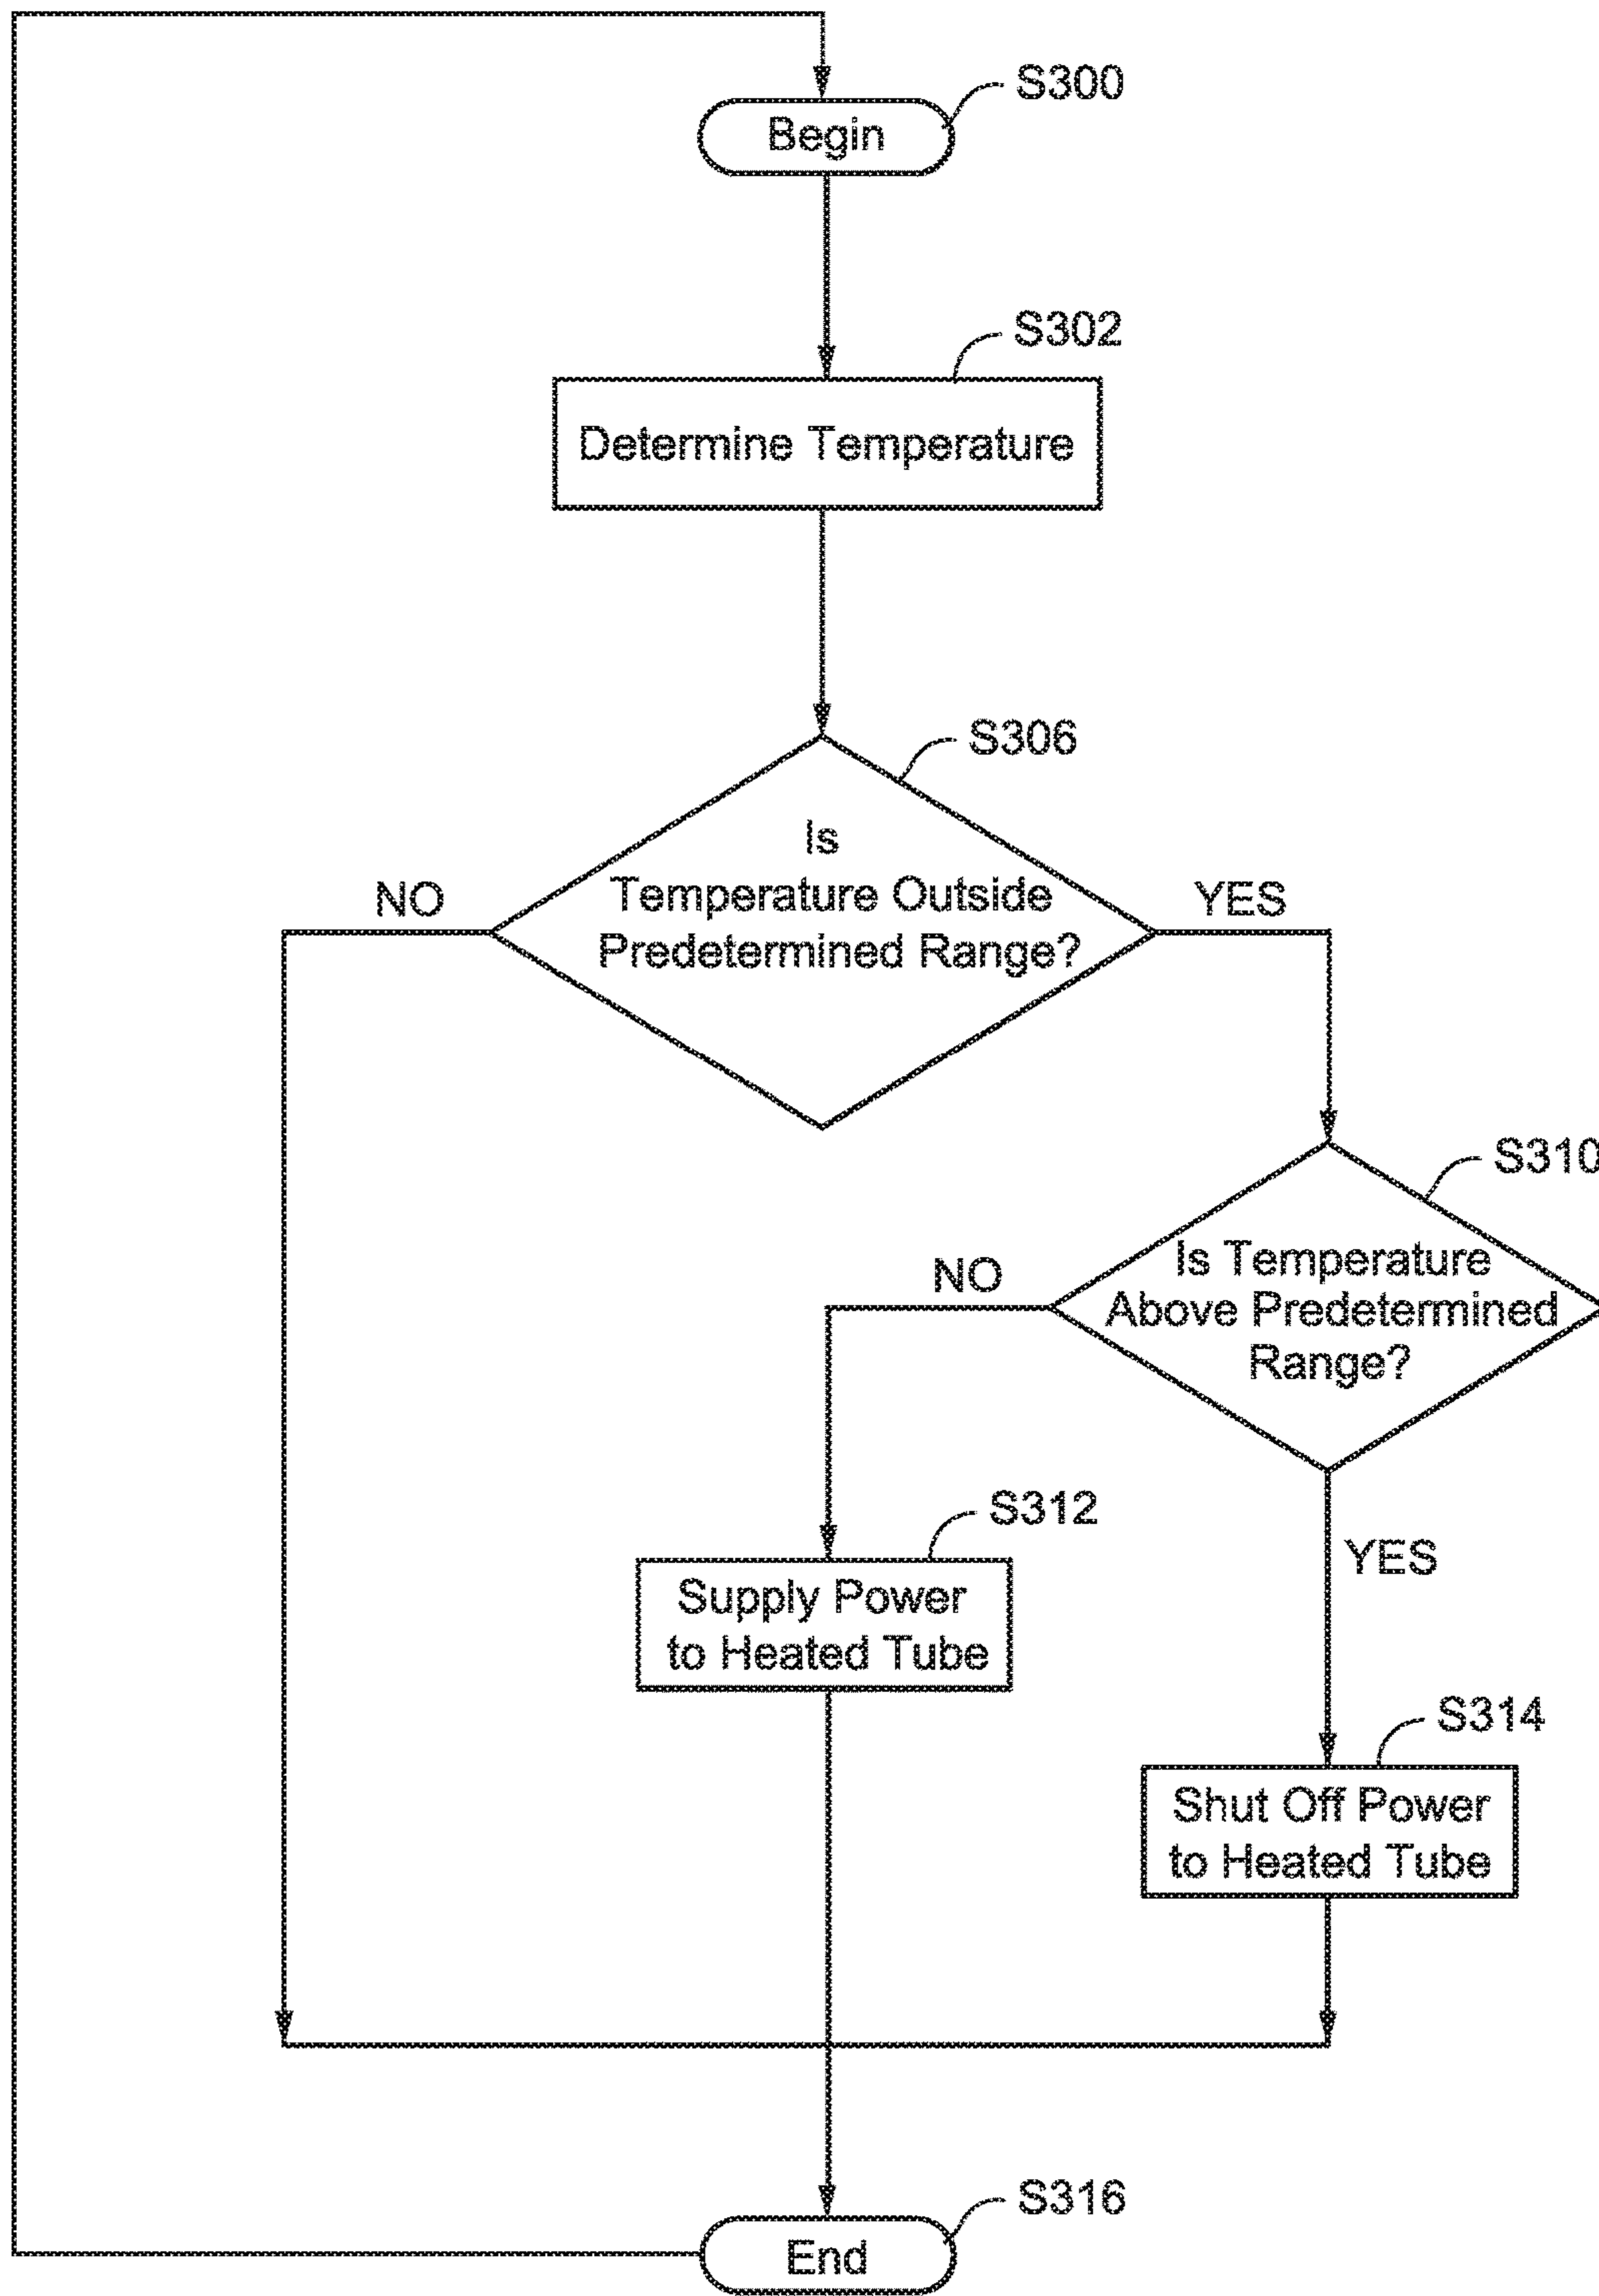 S300
Begin
S302
Determine Temperature
S306
Is
Temperature Outside
Predetermined Range?
NO
YES
S310
Is Temperature
Above Predetermined
Range?
NO
YES
S312
Supply Power
to Heated Tube
S314
Shut Off Power
to Heated Tube
S316
End